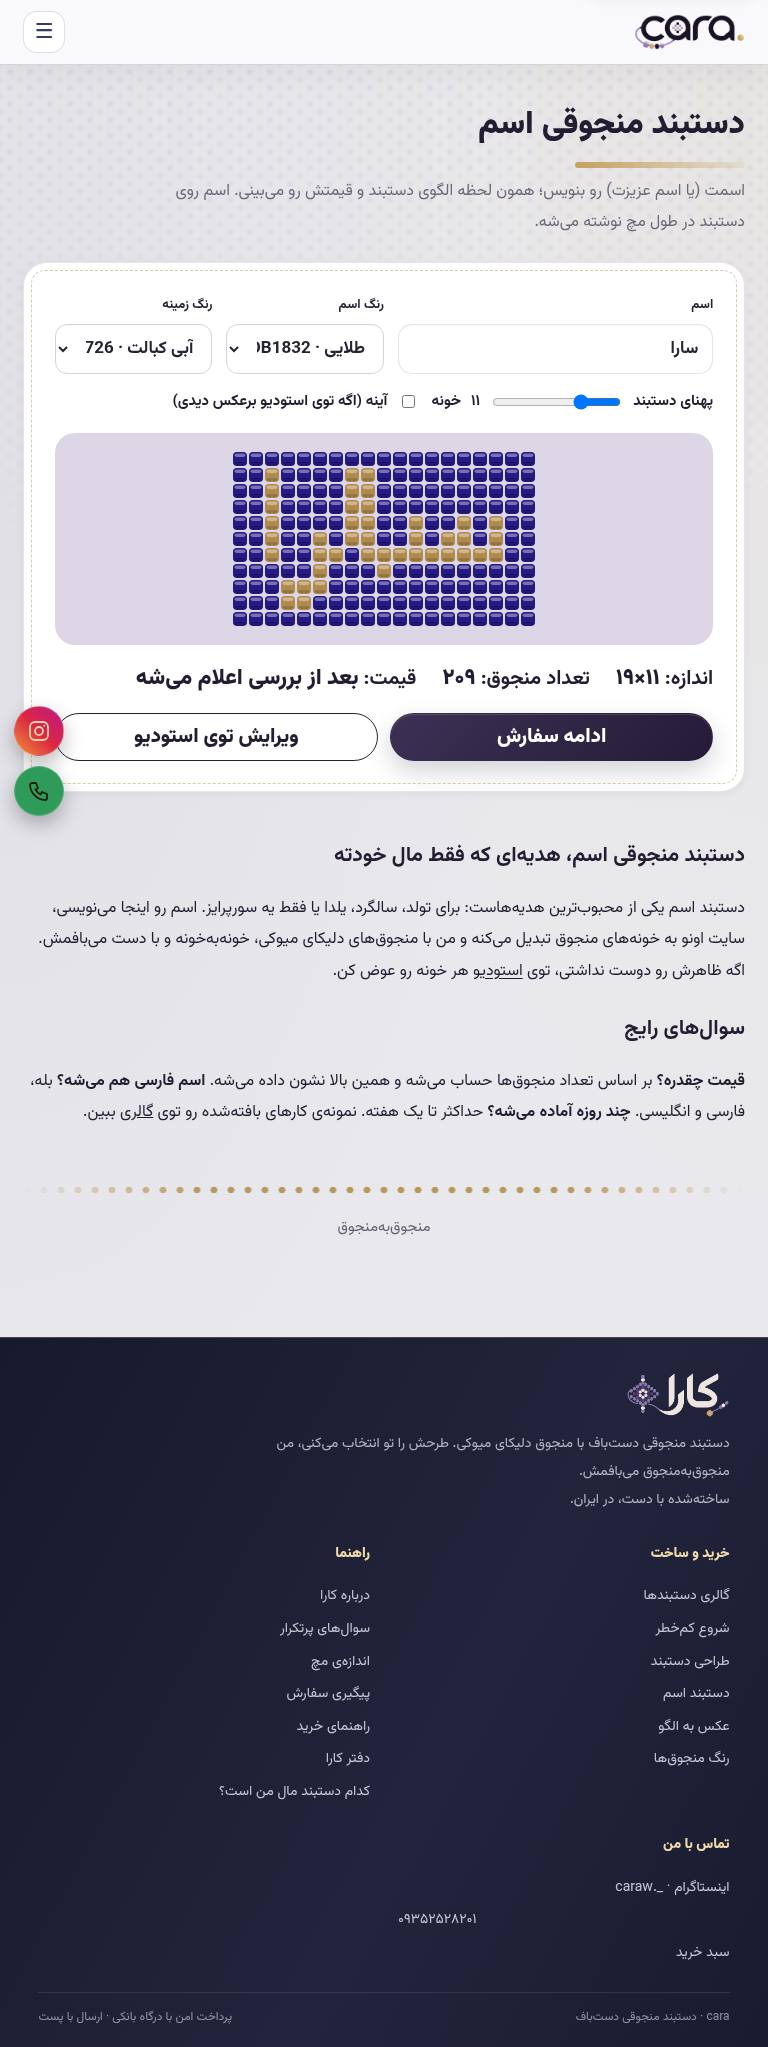 cara.
☰
دستبند منجوقی اسم
اسمت (یا اسم عزیزت) رو بنویس؛ همون لحظه الگوی دستبند و قیمتش رو می‌بینی. اسم روی
دستبند در طول مچ نوشته می‌شه.
اسم
رنگ اسم
رنگ زمینه
سارا
طلایی · DB1832
آبی کبالت · 726
پهنای دستبند ۱۱ خونه آینه (اگه توی استودیو برعکس دیدی)
سارا
اندازه: ۱۱×۱۹ تعداد منجوق: ۲۰۹ قیمت: بعد از بررسی اعلام می‌شه
ادامه سفارش
ویرایش توی استودیو
دستبند منجوقی اسم، هدیه‌ای که فقط مال خودته
دستبند اسم یکی از محبوب‌ترین هدیه‌هاست: برای تولد، سالگرد، یلدا یا فقط یه سورپرایز. اسم رو اینجا می‌نویسی،
سایت اونو به خونه‌های منجوق تبدیل می‌کنه و من با منجوق‌های دلیکای میوکی، خونه‌به‌خونه و با دست می‌بافمش.
اگه ظاهرش رو دوست نداشتی، توی استودیو هر خونه رو عوض کن.
سوال‌های رایج
قیمت چقدره؟ بر اساس تعداد منجوق‌ها حساب می‌شه و همین بالا نشون داده می‌شه. اسم فارسی هم می‌شه؟ بله،
فارسی و انگلیسی. چند روزه آماده می‌شه؟ حداکثر تا یک هفته. نمونه‌ی کارهای بافته‌شده رو توی گالری ببین.
منجوق‌به‌منجوق
کارا
دستبند منجوقی دست‌باف با منجوق دلیکای میوکی. طرحش را تو انتخاب می‌کنی، من
منجوق‌به‌منجوق می‌بافمش.
ساخته‌شده با دست، در ایران.
خرید و ساخت
گالری دستبندها
شروع کم‌خطر
طراحی دستبند
دستبند اسم
عکس به الگو
رنگ منجوق‌ها
راهنما
درباره کارا
سوال‌های پرتکرار
اندازه‌ی مچ
پیگیری سفارش
راهنمای خرید
دفتر کارا
کدام دستبند مال من است؟
تماس با من
اینستاگرام · caraw._
۰۹۳۵۲۵۲۸۲۰۱
سبد خرید
cara · دستبند منجوقی دست‌باف
پرداخت امن با درگاه بانکی · ارسال با پست